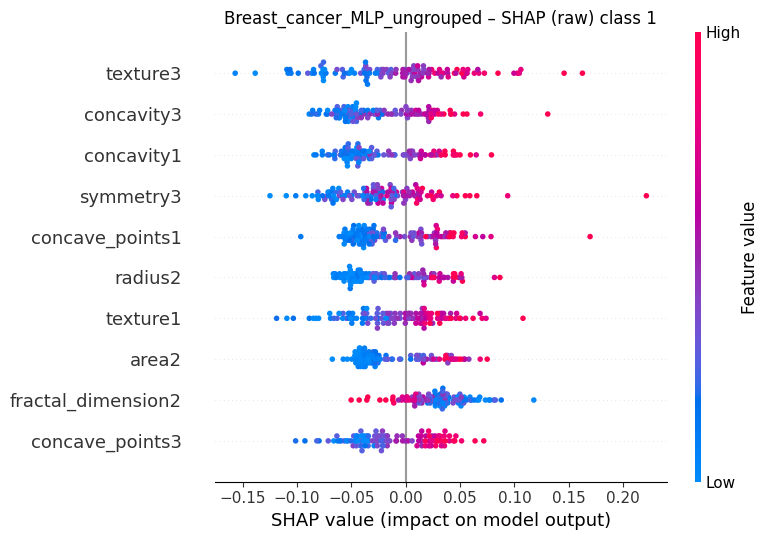 Breast_cancer_MLP_ungrouped – SHAP (raw) class 1
High
texture3
concavity3
concavity1
symmetry3
concave_points1
radius2
texture1
area2
fractal_dimension2
concave_points3
Feature value
Low
−0.15 −0.10 −0.05 0.00 0.05 0.10 0.15 0.20
SHAP value (impact on model output)